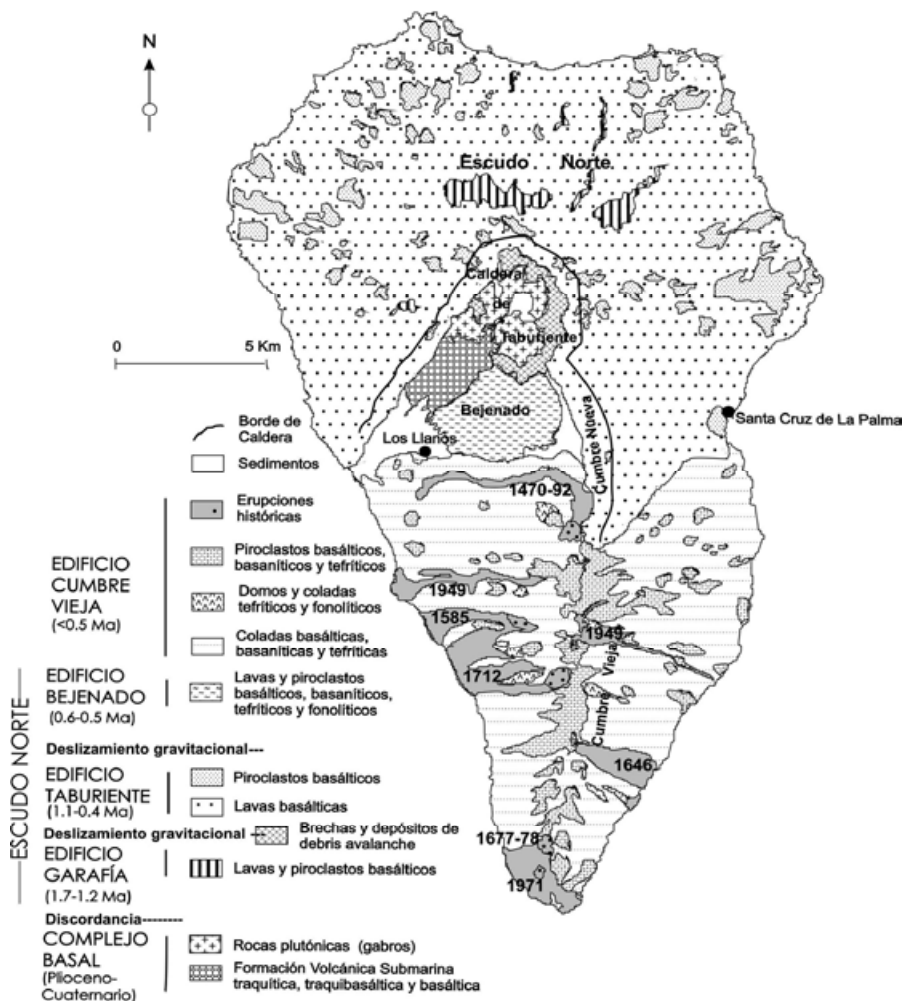 N
Escudo Norte
Caldera
de
Taburiente
0 5 Km
Bejenado
Cumbre Nueva
Santa Cruz de La Palma
Los Llanos
1470-92
1949
1585
1949
1712
Cumbre Vieja
1646
1677-78
1971
Borde de
Caldera
Sedimentos
EDIFICIO
CUMBRE
VIEJA
(<0.5 Ma)
Erupciones
históricas
Piroclastos basálticos,
basaníticos y tefríticos
Domos y coladas
tefríticos y fonolíticos
Coladas basálticas,
basaníticas y tefríticas
ESCUDO NORTE
EDIFICIO
BEJENADO
(0.6-0.5 Ma)
Lavas y piroclastos
basálticos, basaníticos,
tefríticos y fonolíticos
Deslizamiento gravitacional---
EDIFICIO
TABURIENTE
(1.1-0.4 Ma)
Piroclastos basálticos
Lavas basálticas
Deslizamiento gravitacional ---
Brechas y depósitos de
debris avalanche
EDIFICIO
GARAFÍA
(1.7-1.2 Ma)
Lavas y piroclastos basálticos
Discordancia--------
COMPLEJO
BASAL
(Plioceno-
Cuaternario)
Rocas plutónicas (gabros)
Formación Volcánica Submarina
traquítica, traquibasáltica y basáltica